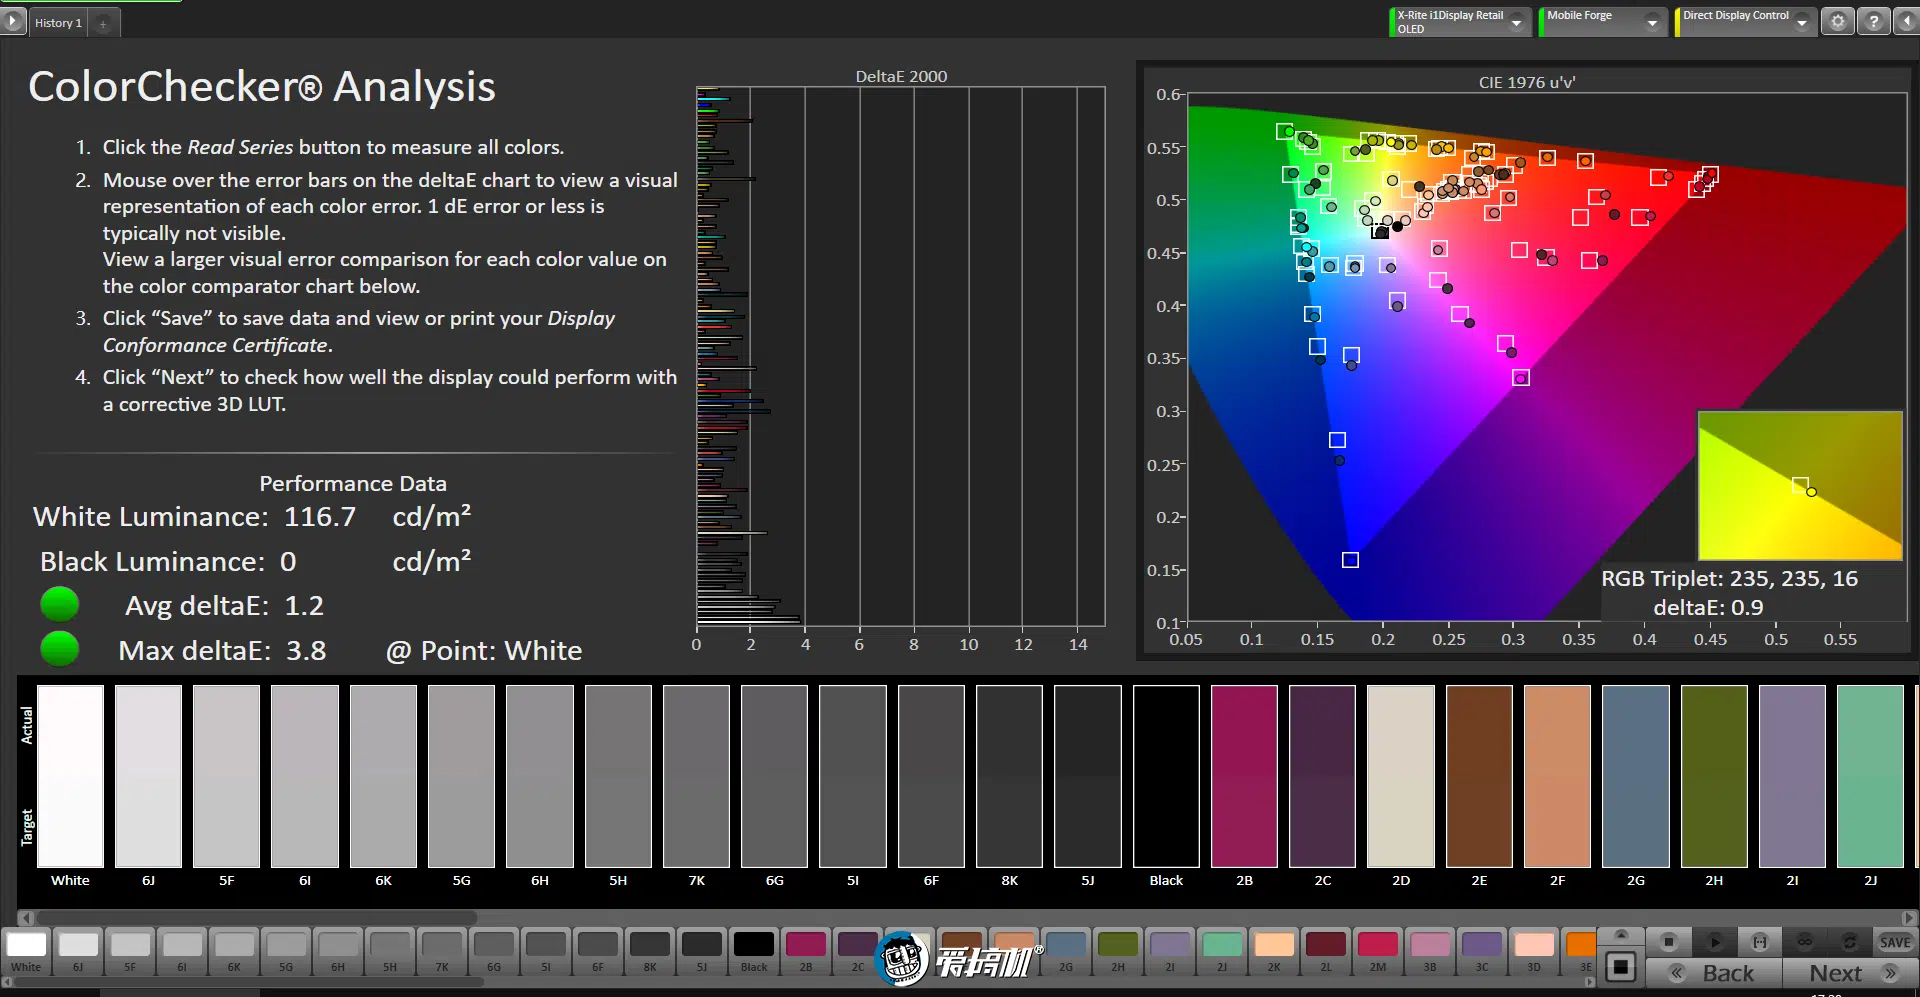 History 1
+
X-Rite i1Display Retail
OLED
Mobile Forge
Direct Display Control
?
ColorChecker® Analysis
1. Click the Read Series button to measure all colors.
2. Mouse over the error bars on the deltaE chart to view a visual
representation of each color error. 1 dE error or less is
typically not visible.
View a larger visual error comparison for each color value on
the color comparator chart below.
3. Click “Save” to save data and view or print your Display
Conformance Certificate.
4. Click “Next” to check how well the display could perform with
a corrective 3D LUT.
Performance Data
White Luminance: 116.7 cd/m²
Black Luminance: 0 cd/m²
Avg deltaE: 1.2
Max deltaE: 3.8 @ Point: White
DeltaE 2000
0 2 4 6 8 10 12 14
CIE 1976 u'v'
0.6
0.55
0.5
0.45
0.4
0.35
0.3
0.25
0.2
0.15
0.1
0.05 0.1 0.15 0.2 0.25 0.3 0.35 0.4 0.45 0.5 0.55
RGB Triplet: 235, 235, 16
deltaE: 0.9
Actual
Target
White 6J 5F 6I 6K 5G 6H 5H 7K 6G 5I 6F 8K 5J Black 2B 2C 2D 2E 2F 2G 2H 2I 2J
White 6J 5F 6I 6K 5G 6H 5H 7K 6G 5I 6F 8K 5J Black 2B 2C 2G 2H 2I 2J 2K 2L 2M 3B 3C 3D 3E
爱搞机®
SAVE
Back
Next